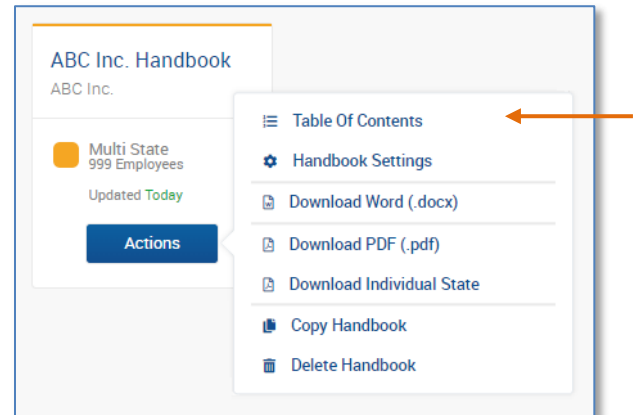 ABC Inc. Handbook
ABC Inc.
Multi State
999 Employees
Updated Today
Actions
Table Of Contents
Handbook Settings
Download Word (.docx)
Download PDF (.pdf)
Download Individual State
Copy Handbook
Delete Handbook